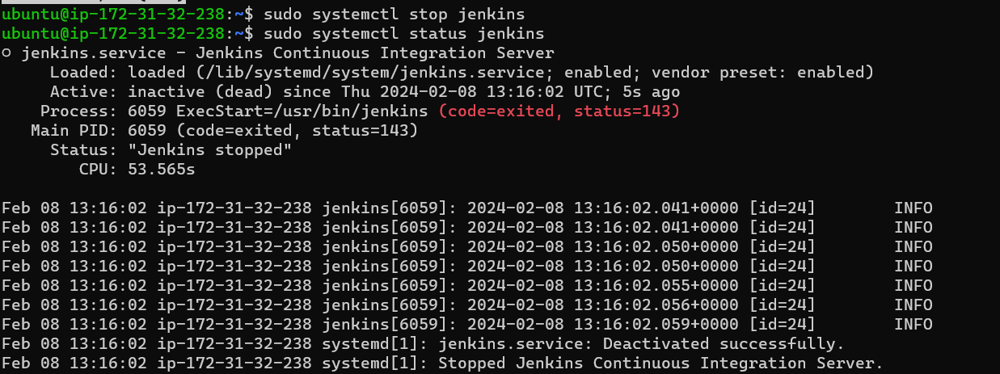 ubuntu@ip-172-31-32-238:~$ sudo systemctl stop jenkins
ubuntu@ip-172-31-32-238:~$ sudo systemctl status jenkins
○ jenkins.service - Jenkins Continuous Integration Server
Loaded: loaded (/lib/systemd/system/jenkins.service; enabled; vendor preset: enabled)
Active: inactive (dead) since Thu 2024-02-08 13:16:02 UTC; 5s ago
Process: 6059 ExecStart=/usr/bin/jenkins (code=exited, status=143)
Main PID: 6059 (code=exited, status=143)
Status: "Jenkins stopped"
CPU: 53.565s
Feb 08 13:16:02 ip-172-31-32-238 jenkins[6059]: 2024-02-08 13:16:02.041+0000 [id=24] INFO
Feb 08 13:16:02 ip-172-31-32-238 jenkins[6059]: 2024-02-08 13:16:02.041+0000 [id=24] INFO
Feb 08 13:16:02 ip-172-31-32-238 jenkins[6059]: 2024-02-08 13:16:02.050+0000 [id=24] INFO
Feb 08 13:16:02 ip-172-31-32-238 jenkins[6059]: 2024-02-08 13:16:02.050+0000 [id=24] INFO
Feb 08 13:16:02 ip-172-31-32-238 jenkins[6059]: 2024-02-08 13:16:02.055+0000 [id=24] INFO
Feb 08 13:16:02 ip-172-31-32-238 jenkins[6059]: 2024-02-08 13:16:02.056+0000 [id=24] INFO
Feb 08 13:16:02 ip-172-31-32-238 jenkins[6059]: 2024-02-08 13:16:02.059+0000 [id=24] INFO
Feb 08 13:16:02 ip-172-31-32-238 systemd[1]: jenkins.service: Deactivated successfully.
Feb 08 13:16:02 ip-172-31-32-238 systemd[1]: Stopped Jenkins Continuous Integration Server.